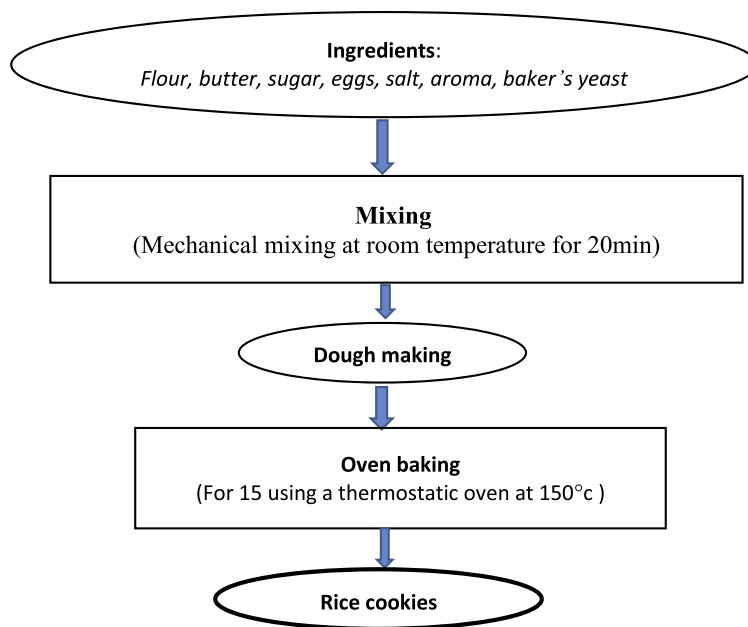 Ingredients:
Flour, butter, sugar, eggs, salt, aroma, baker's yeast
Mixing
(Mechanical mixing at room temperature for 20min)
Dough making
Oven baking
(For 15 using a thermostatic oven at 150°c )
Rice cookies